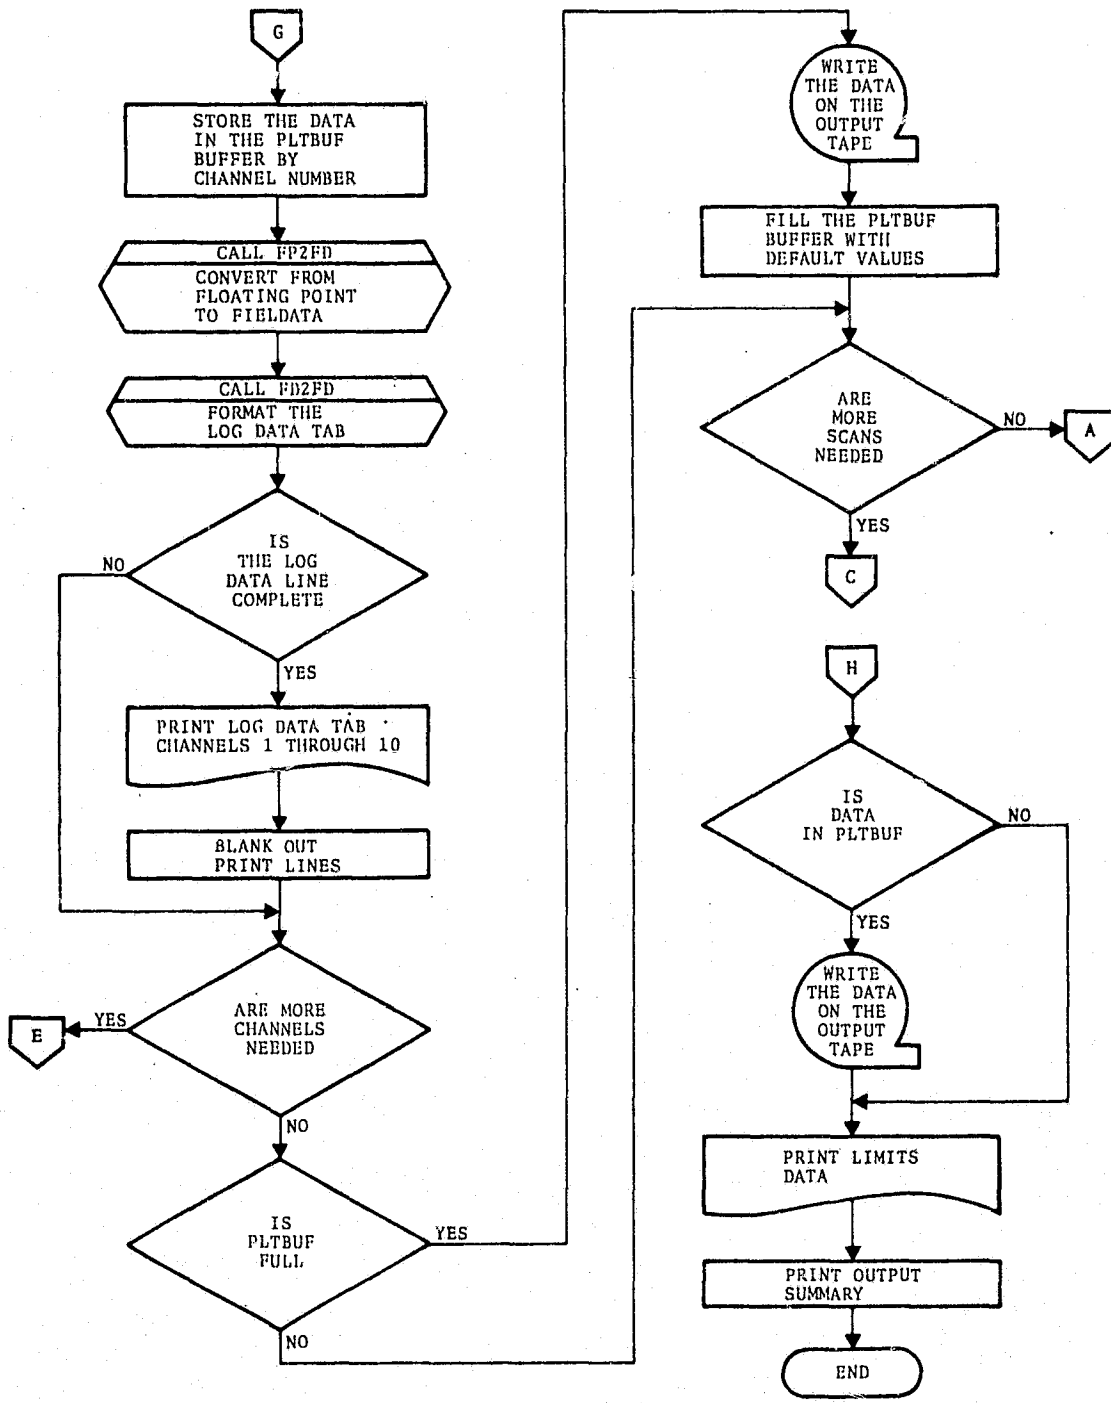 G
STORE THE DATA
IN THE PLTBUF
BUFFER BY
CHANNEL NUMBER
CALL FP2FD
CONVERT FROM
FLOATING POINT
TO FIELDATA
CALL FD2FD
FORMAT THE
LOG DATA TAB
IS
THE LOG
DATA LINE
COMPLETE
NO
YES
PRINT LOG DATA TAB
CHANNELS 1 THROUGH 10
BLANK OUT
PRINT LINES
ARE MORE
CHANNELS
NEEDED
YES
E
NO
IS
PLTBUF
FULL
YES
NO
WRITE
THE DATA
ON THE
OUTPUT
TAPE
FILL THE PLTBUF
BUFFER WITH
DEFAULT VALUES
ARE
MORE
SCANS
NEEDED
NO
A
YES
C
H
IS
DATA
IN PLTBUF
NO
YES
WRITE
THE DATA
ON THE
OUTPUT
TAPE
PRINT LIMITS
DATA
PRINT OUTPUT
SUMMARY
END